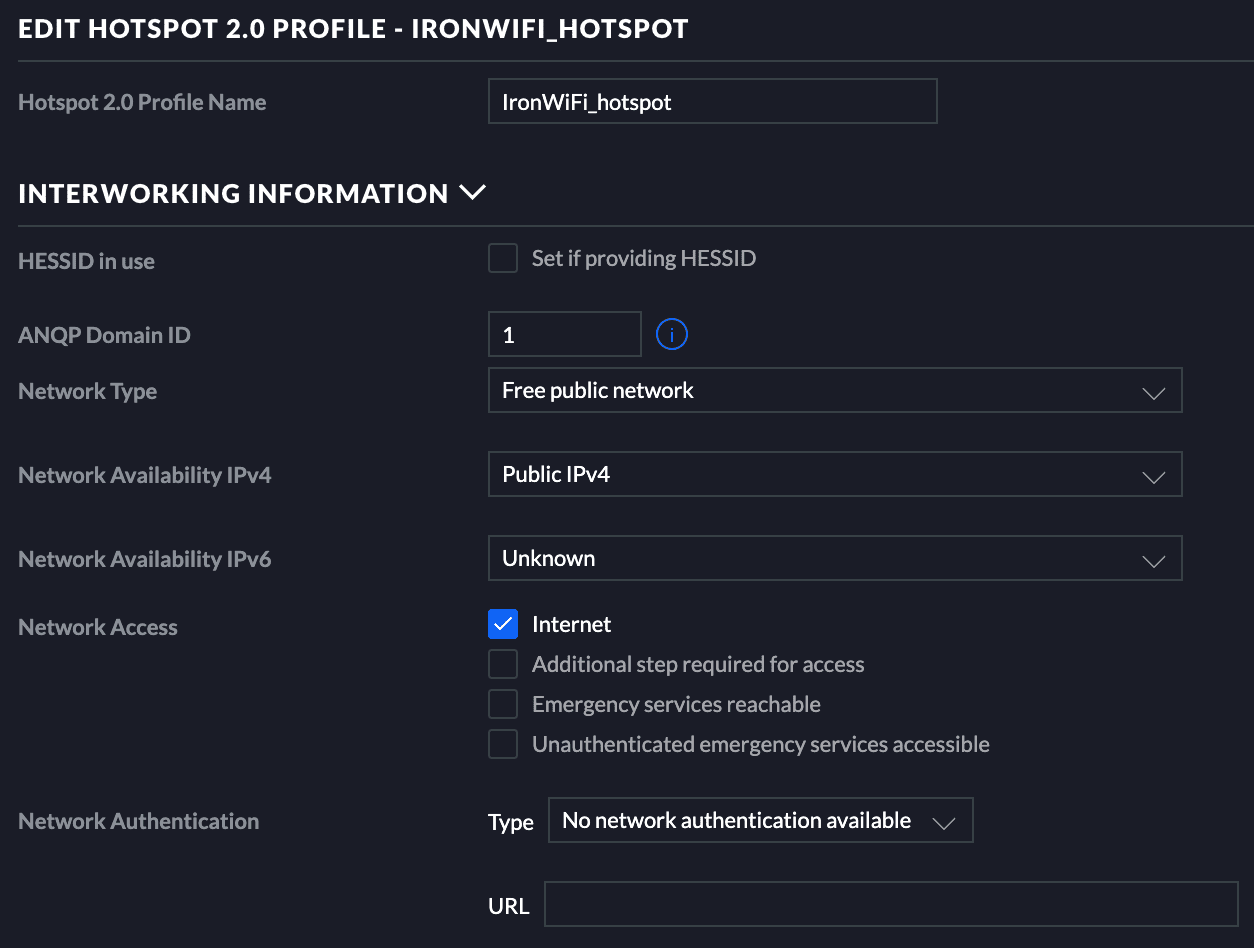 EDIT HOTSPOT 2.0 PROFILE - IRONWIFI_HOTSPOT
Hotspot 2.0 Profile Name IronWiFi_hotspot
INTERWORKING INFORMATION
HESSID in use Set if providing HESSID
ANQP Domain ID 1 i
Network Type Free public network
Network Availability IPv4 Public IPv4
Network Availability IPv6 Unknown
Network Access Internet
Additional step required for access
Emergency services reachable
Unauthenticated emergency services accessible
Network Authentication Type No network authentication available
URL